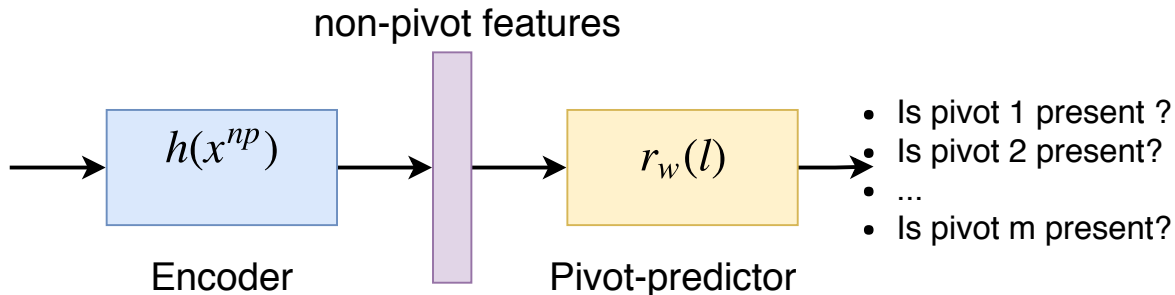 non-pivot features
h(x^{np})
r_w(l)
• Is pivot 1 present ?
• Is pivot 2 present?
• ...
• Is pivot m present?
Encoder
Pivot-predictor